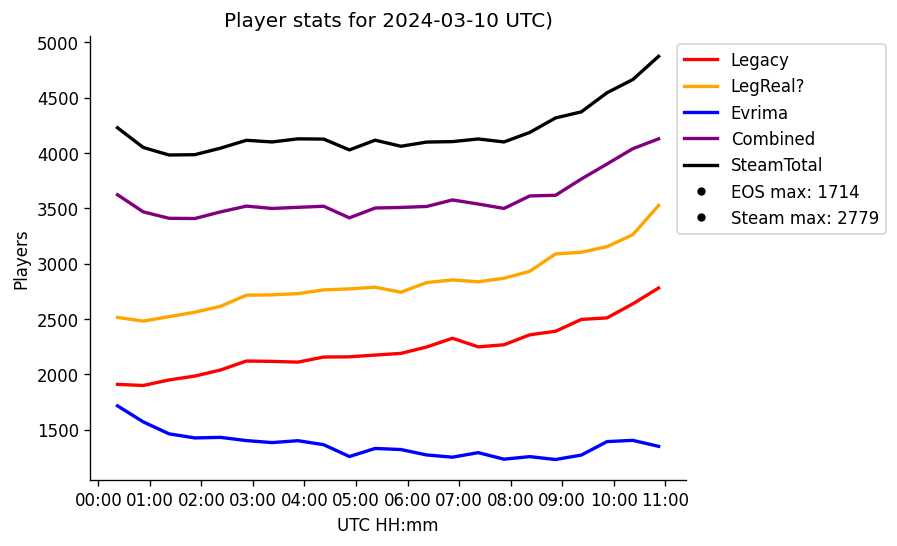 Player stats for 2024-03-10 UTC)
5000
4500
4000
3500
3000
2500
2000
1500
Players
00:00 01:00 02:00 03:00 04:00 05:00 06:00 07:00 08:00 09:00 10:00 11:00
UTC HH:mm
Legacy
LegReal?
Evrima
Combined
SteamTotal
EOS max: 1714
Steam max: 2779